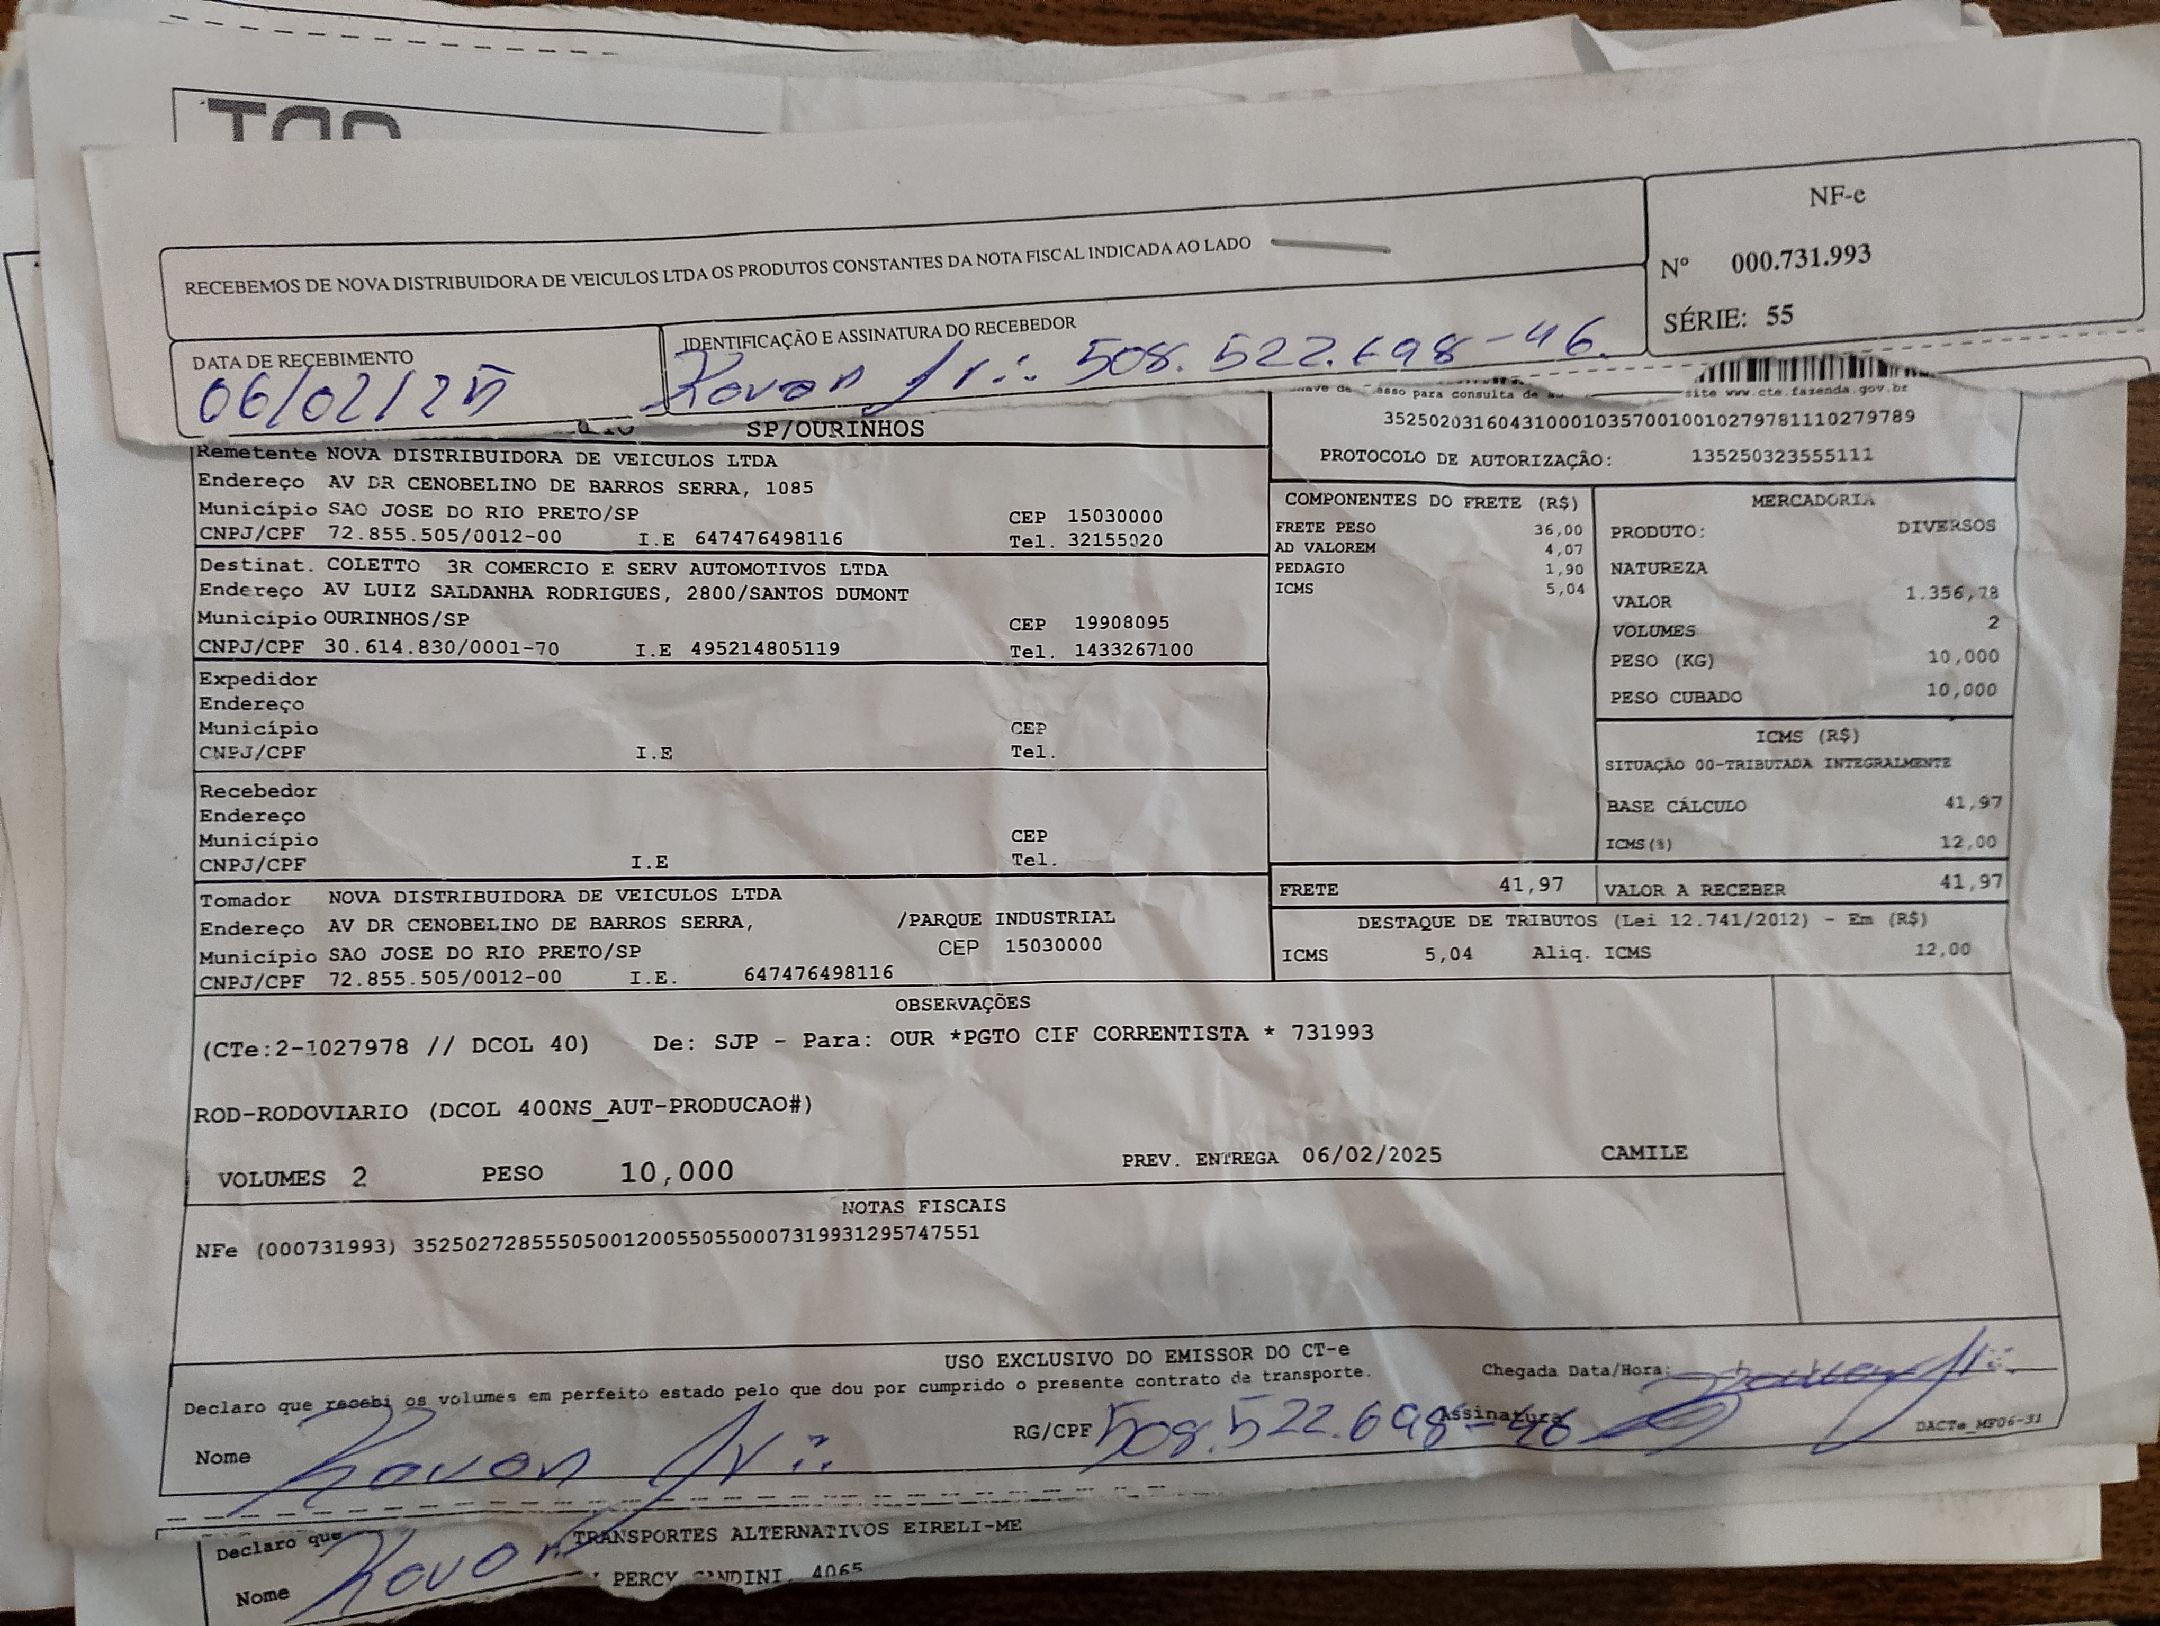 RECEBEMOS DE NOVA DISTRIBUIDORA DE VEICULOS LTDA OS PRODUTOS CONSTANTES DA NOTA FISCAL INDICADA AO LADO
NF-e
Nº 000.731.993
SÉRIE: 55
DATA DE RECEBIMENTO
06/02/25
IDENTIFICAÇÃO E ASSINATURA DO RECEBEDOR
508.522.698-46
para consulta de
site www.cte.fazenda.gov.br
35250203160431000103570010010279781110279789
PROTOCOLO DE AUTORIZAÇÃO: 135250323555111
SP/OURINHOS
Remetente NOVA DISTRIBUIDORA DE VEICULOS LTDA
Endereço AV DR CENOBELINO DE BARROS SERRA, 1085
Município SAO JOSE DO RIO PRETO/SP CEP 15030000
CNPJ/CPF 72.855.505/0012-00 I.E 647476498116 Tel. 32155020
Destinat. COLETTO 3R COMERCIO E SERV AUTOMOTIVOS LTDA
Endereço AV LUIZ SALDANHA RODRIGUES, 2800/SANTOS DUMONT
Município OURINHOS/SP CEP 19908095
CNPJ/CPF 30.614.830/0001-70 I.E 495214805119 Tel. 1433267100
Expedidor
Endereço
Município CEP
CNPJ/CPF I.E Tel.
Recebedor
Endereço
Município CEP
CNPJ/CPF I.E Tel.
Tomador NOVA DISTRIBUIDORA DE VEICULOS LTDA
Endereço AV DR CENOBELINO DE BARROS SERRA, /PARQUE INDUSTRIAL
Município SAO JOSE DO RIO PRETO/SP CEP 15030000
CNPJ/CPF 72.855.505/0012-00 I.E. 647476498116
COMPONENTES DO FRETE (R$)
FRETE PESO 36,00
AD VALOREM 4,07
PEDAGIO 1,90
ICMS 5,04
MERCADORIA
PRODUTO: DIVERSOS
NATUREZA
VALOR 1.356,78
VOLUMES 2
PESO (KG) 10,000
PESO CUBADO 10,000
ICMS (R$)
SITUAÇÃO 00-TRIBUTADA INTEGRALMENTE
BASE CÁLCULO 41,97
ICMS(%) 12,00
FRETE 41,97 VALOR A RECEBER 41,97
DESTAQUE DE TRIBUTOS (Lei 12.741/2012) - Em (R$)
ICMS 5,04 Aliq. ICMS 12,00
OBSERVAÇÕES
(CTe:2-1027978 // DCOL 40) De: SJP - Para: OUR *PGTO CIF CORRENTISTA * 731993
ROD-RODOVIARIO (DCOL 400NS_AUT-PRODUCAO#)
VOLUMES 2 PESO 10,000 PREV. ENTREGA 06/02/2025 CAMILE
NOTAS FISCAIS
NFe (000731993) 35250272855505001200550550007319931295747551
USO EXCLUSIVO DO EMISSOR DO CT-e
Declaro que recebi os volumes em perfeito estado pelo que dou por cumprido o presente contrato de transporte.
Chegada Data/Hora:
Nome
RG/CPF 508.522.698-46
Assinatura
DACTe_MF06-31
Declaro que
TRANSPORTES ALTERNATIVOS EIRELI-ME
Nome
PERCY GANDINI, 4065